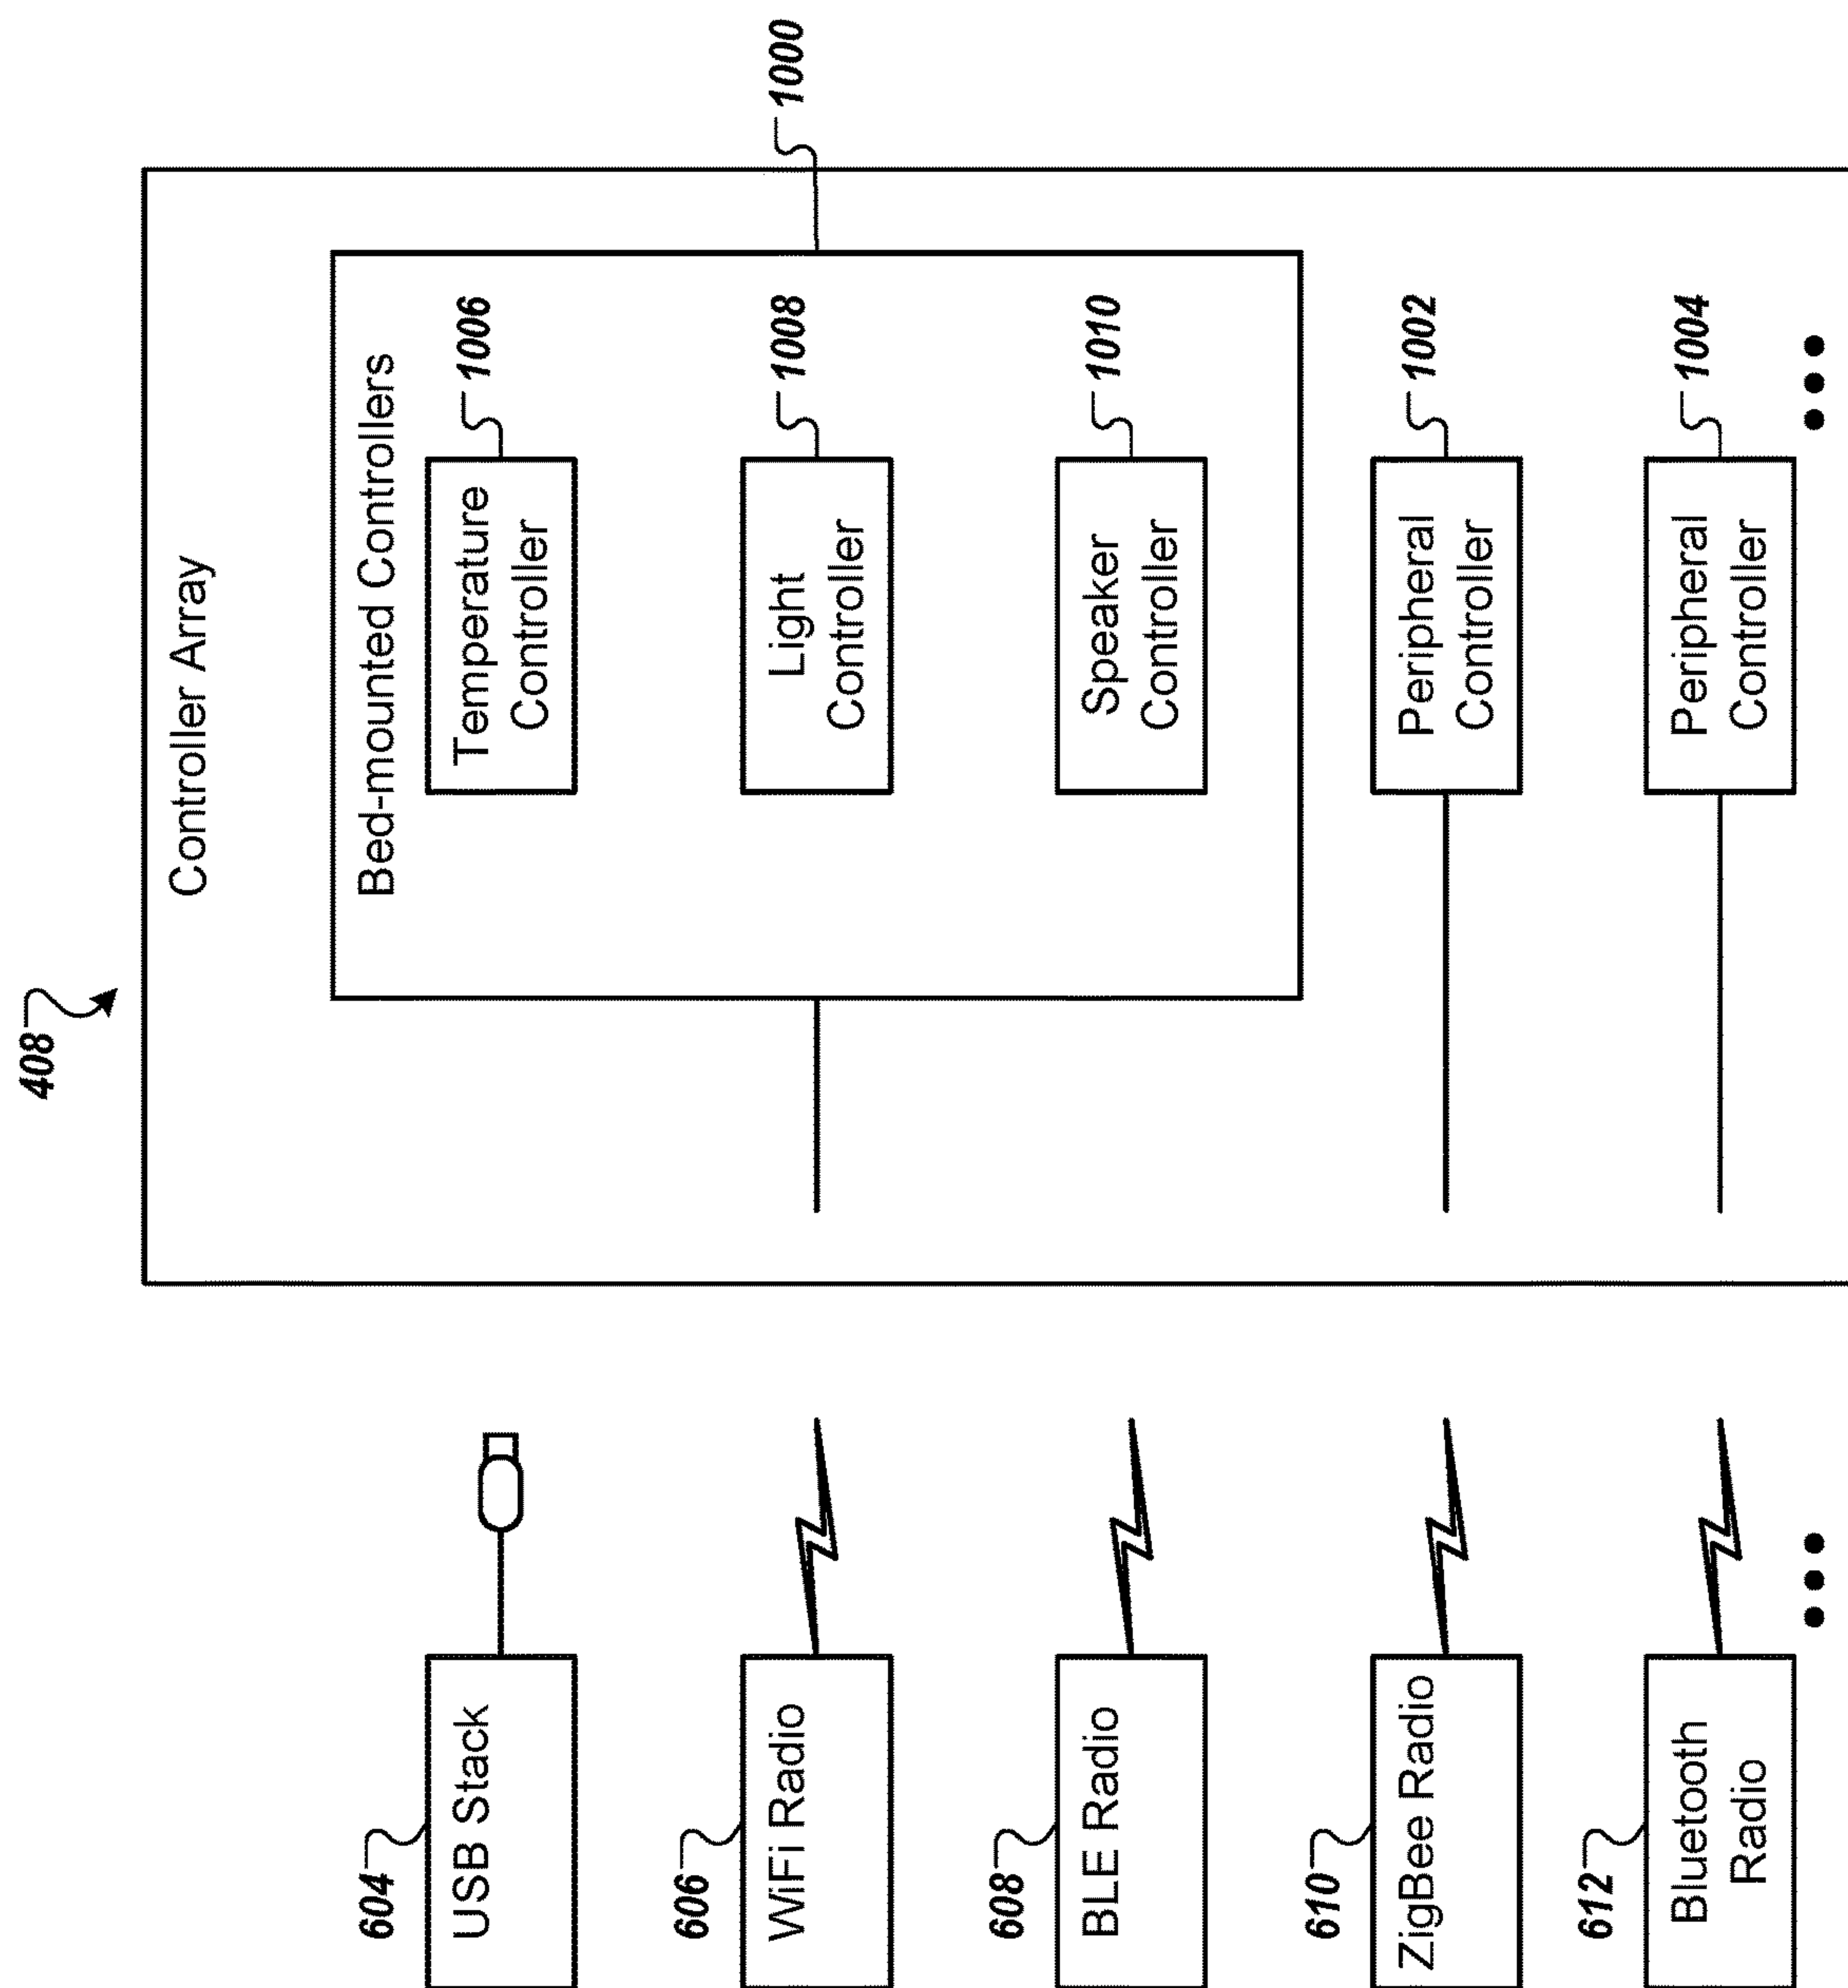 408
Controller Array
1000
Bed-mounted Controllers
604
USB Stack
Temperature
Controller
1006
606
WiFi Radio
Light
Controller
1008
608
BLE Radio
Speaker
Controller
1010
610
ZigBee Radio
Peripheral
Controller
1002
612
Bluetooth
Radio
Peripheral
Controller
1004